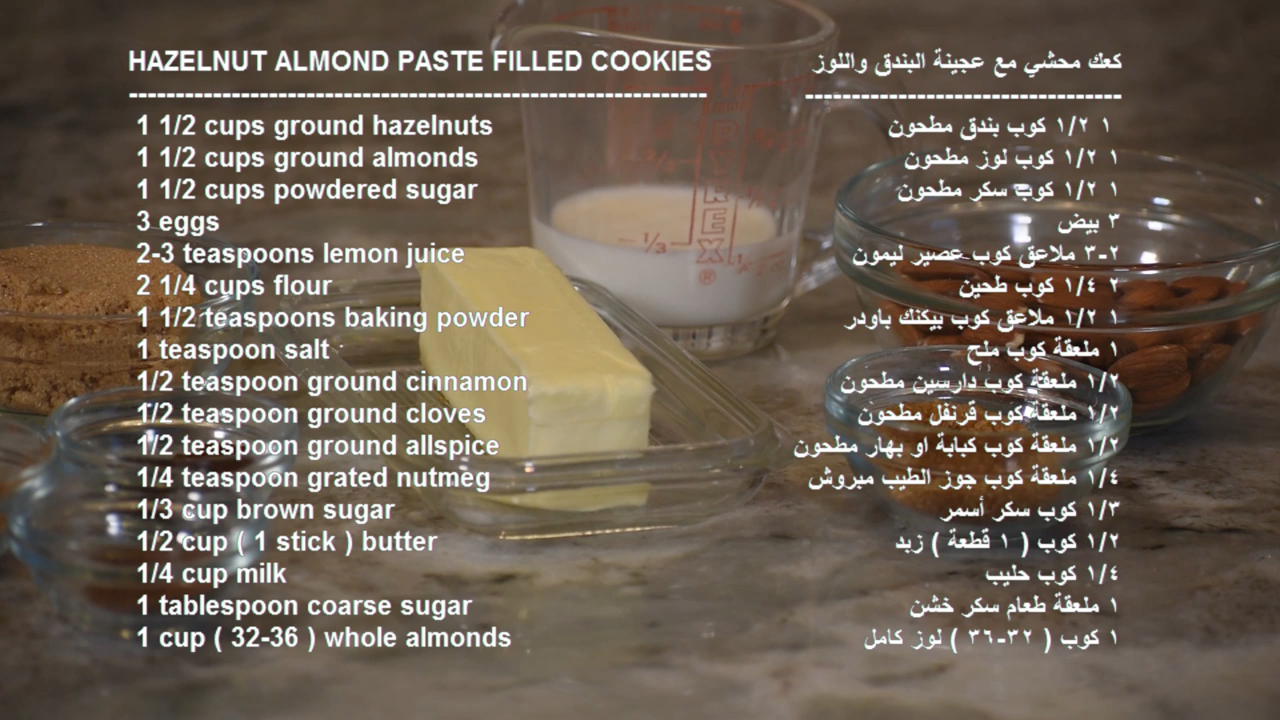 HAZELNUT ALMOND PASTE FILLED COOKIES
------------------------------------------------------------
1 1/2 cups ground hazelnuts
1 1/2 cups ground almonds
1 1/2 cups powdered sugar
3 eggs
2-3 teaspoons lemon juice
2 1/4 cups flour
1 1/2 teaspoons baking powder
1 teaspoon salt
1/2 teaspoon ground cinnamon
1/2 teaspoon ground cloves
1/2 teaspoon ground allspice
1/4 teaspoon grated nutmeg
1/3 cup brown sugar
1/2 cup ( 1 stick ) butter
1/4 cup milk
1 tablespoon coarse sugar
1 cup ( 32-36 ) whole almonds
كعك محشي مع عجينة البندق واللوز
---------------------------------
١ ١/٢ كوب بندق مطحون
١ ١/٢ كوب لوز مطحون
١ ١/٢ كوب سكر مطحون
٣ بيض
٢-٣ ملاعق كوب عصير ليمون
٢ ١/٤ كوب طحين
١ ١/٢ ملاعق كوب بيكنك باودر
١ ملعقة كوب ملح
١/٢ ملعقة كوب دارسين مطحون
١/٢ ملعقة كوب قرنفل مطحون
١/٢ ملعقة كوب كبابة او بهار مطحون
١/٤ ملعقة كوب جوز الطيب مبروش
١/٣ كوب سكر أسمر
١/٢ كوب ( ١ قطعة ) زبد
١/٤ كوب حليب
١ ملعقة طعام سكر خشن
١ كوب ( ٣٢-٣٦ ) لوز كامل
PYREX
®
1/3